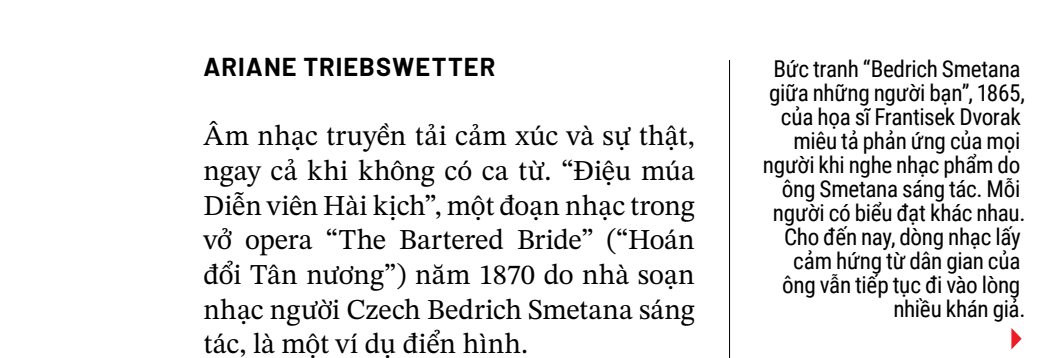 ARIANE TRIEBSWETTER
Âm nhạc truyền tải cảm xúc và sự thật,
ngay cả khi không có ca từ. “Điệu múa
Diễn viên Hài kịch”, một đoạn nhạc trong
vở opera “The Bartered Bride” (“Hoán
đổi Tân nương”) năm 1870 do nhà soạn
nhạc người Czech Bedrich Smetana sáng
tác, là một ví dụ điển hình.
Bức tranh “Bedrich Smetana
giữa những người bạn”, 1865,
của họa sĩ Frantisek Dvorak
miêu tả phản ứng của mọi
người khi nghe nhạc phẩm do
ông Smetana sáng tác. Mỗi
người có biểu đạt khác nhau.
Cho đến nay, dòng nhạc lấy
cảm hứng từ dân gian của
ông vẫn tiếp tục đi vào lòng
nhiều khán giả.